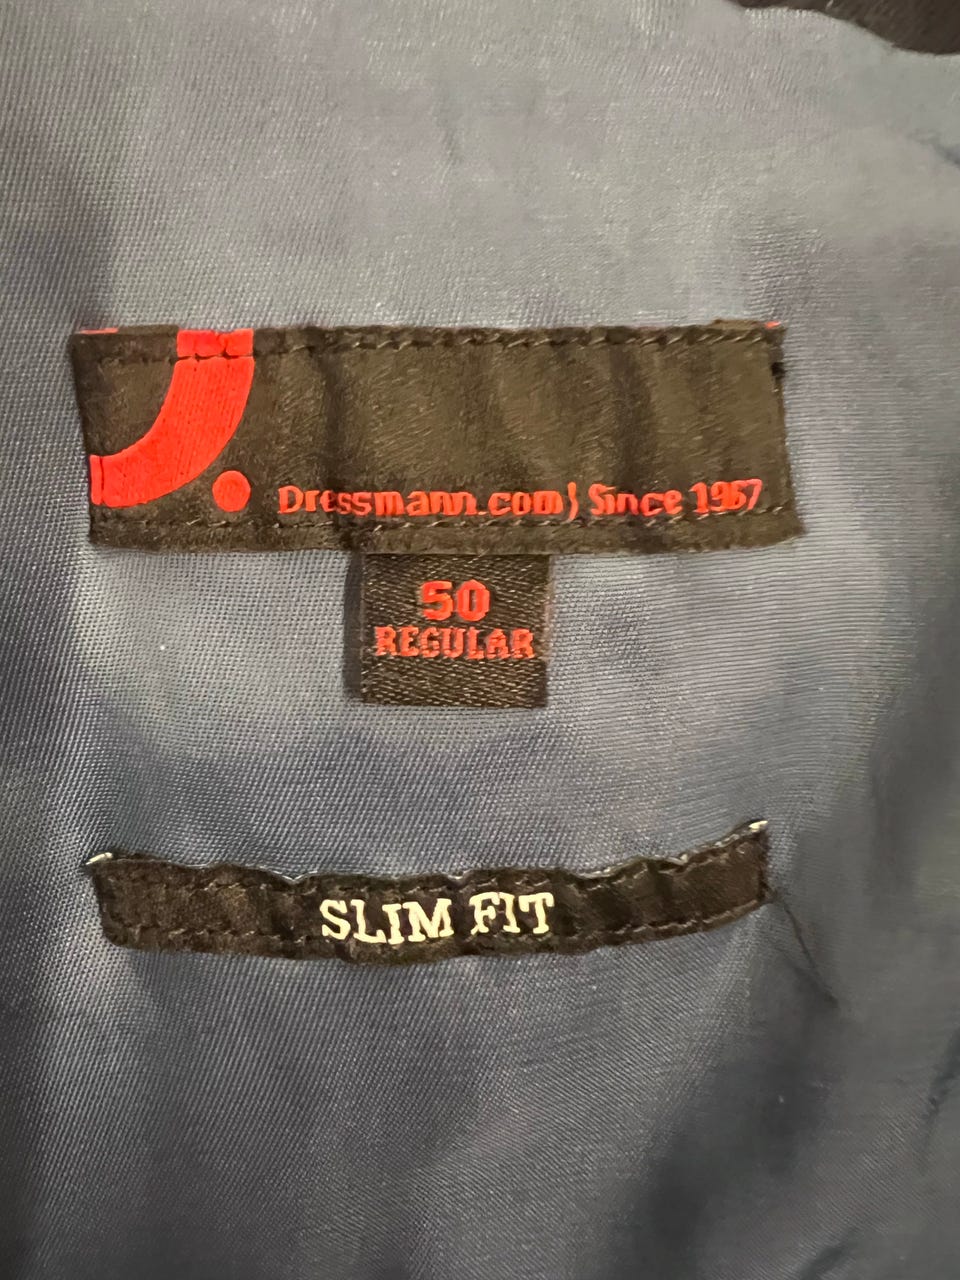 Dressmann.com) Since 1967
50
REGULAR
SLIM FIT